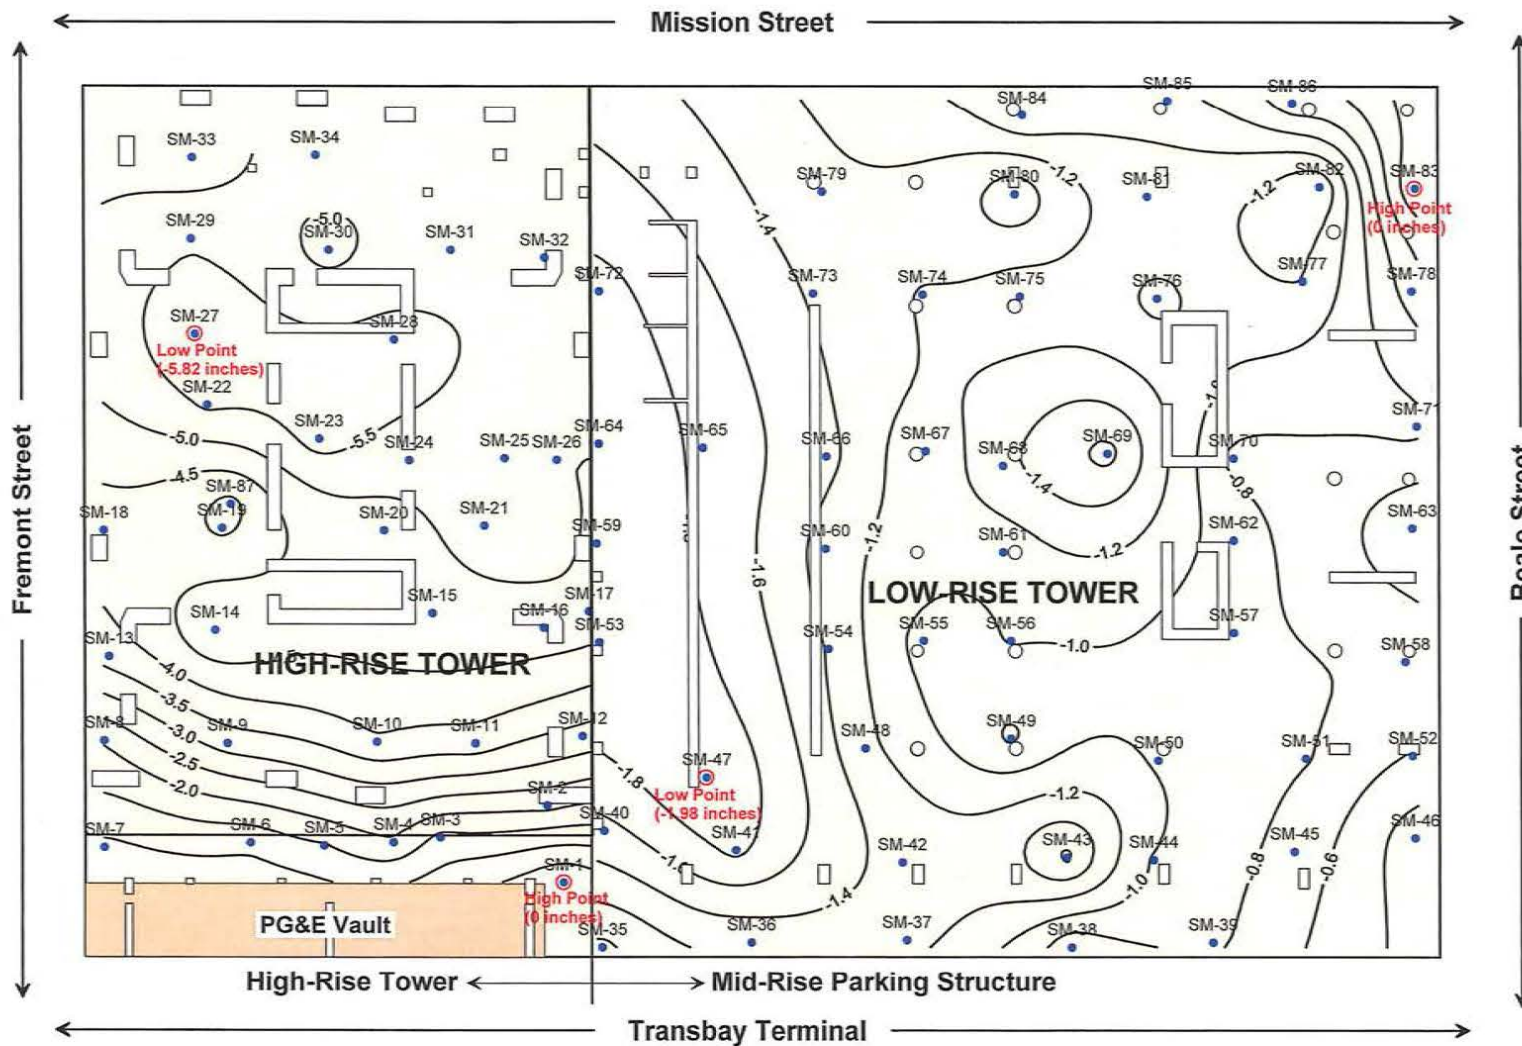 Mission Street
SM-85
SM-86
SM-84
SM-33
SM-34
SM-79
SM-80
-1.2
SM-81
SM-82
SM-83
-1.2
High Point
(0 inches)
SM-29
-5.0
SM-30
SM-31
SM-32
-1.4
SM-72
SM-73
SM-74
SM-75
SM-76
SM-77
SM-78
SM-27
SM-28
Low Point
(-5.82 inches)
SM-22
SM-23
-5.0
-5.5
SM-24
SM-25
SM-26
SM-64
SM-65
SM-66
SM-67
SM-68
SM-69
SM-70
SM-71
-4.5
SM-87
-1.4
-0.8
SM-18
SM-19
SM-20
SM-21
SM-59
SM-60
-1.2
SM-61
-1.2
SM-62
SM-63
-1.6
LOW-RISE TOWER
Fremont Street
Beale Street
SM-14
SM-15
SM-16
SM-17
SM-13
SM-53
SM-54
SM-55
SM-56
-1.0
SM-57
SM-58
HIGH-RISE TOWER
-4.0
-3.5
-3.0
-2.5
-2.0
SM-8
SM-9
SM-10
SM-11
SM-12
SM-47
SM-48
SM-49
SM-50
SM-51
SM-52
-1.8
Low Point
(-1.98 inches)
-1.2
SM-2
SM-7
SM-6
SM-5
SM-4
SM-3
SM-40
SM-41
SM-42
SM-43
SM-44
SM-45
SM-46
SM-1
-1.4
-1.0
-0.8
-0.6
High Point
(0 inches)
PG&E Vault
SM-35
SM-36
SM-37
SM-38
SM-39
High-Rise Tower
Mid-Rise Parking Structure
Transbay Terminal